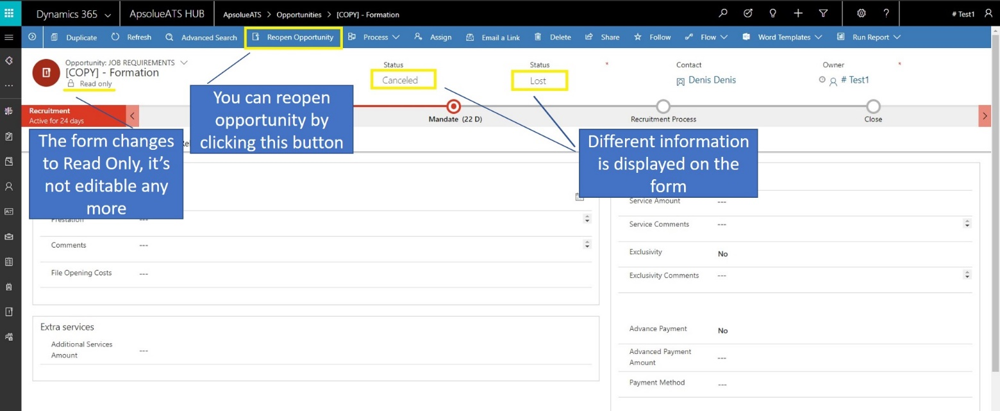 Dynamics 365 ApsolueATS HUB ApsolueATS > Opportunities > [COPY] - Formation # Test1
Duplicate Refresh Advanced Search Reopen Opportunity Process Assign Email a Link Delete Share Follow Flow Word Templates Run Report
Opportunity: JOB REQUIREMENTS
[COPY] - Formation
Read only
Status
Canceled
Status *
Lost
Contact
Denis Denis
Owner *
# Test1
Recruitment
Active for 24 days
Mandate (22 D)
Recruitment Process
Close
You can reopen
opportunity by
clicking this button
The form changes
to Read Only, it's
not editable any
more
Different information
is displayed on the
form
Prestation ---
Comments ---
File Opening Costs ---
Extra services
Additional Services
Amount ---
Service Amount ---
Service Comments ---
Exclusivity No
Exclusivity Comments ---
Advance Payment No
Advanced Payment
Amount ---
Payment Method ---